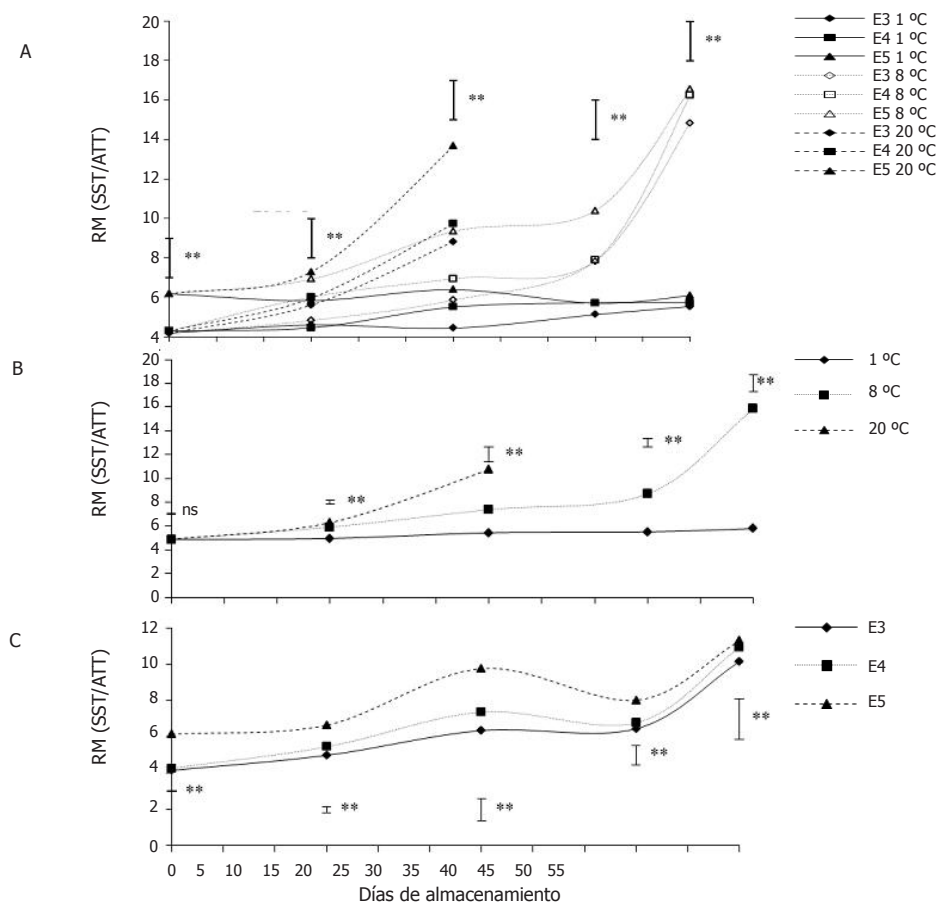 A
RM (SST/ATT)
20
18
16
14
12
10
8
6
4
**
**
**
**
**
E3 1 ºC
E4 1 ºC
E5 1 ºC
E3 8 ºC
E4 8 ºC
E5 8 ºC
E3 20 ºC
E4 20 ºC
E5 20 ºC
B
RM (SST/ATT)
20
18
16
14
12
10
8
6
4
2
0
ns
**
**
**
**
1 ºC
8 ºC
20 ºC
C
RM (SST/ATT)
12
10
8
6
4
2
0
**
**
**
**
**
E3
E4
E5
0 5 15 20 25 30 35 40 45 50 55
Días de almacenamiento